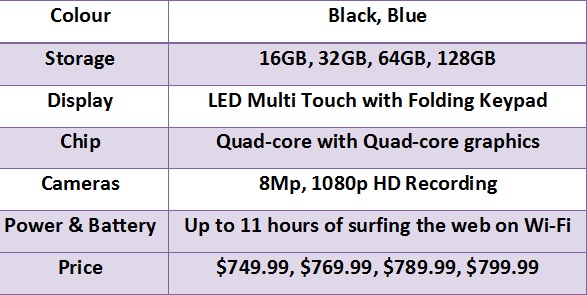 Colour Black, Blue
Storage 16GB, 32GB, 64GB, 128GB
Display LED Multi Touch with Folding Keypad
Chip Quad-core with Quad-core graphics
Cameras 8Mp, 1080p HD Recording
Power & Battery Up to 11 hours of surfing the web on Wi-Fi
Price $749.99, $769.99, $789.99, $799.99